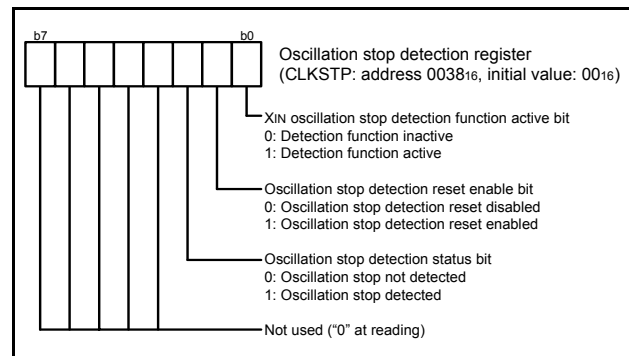 b7 b0
Oscillation stop detection register
(CLKSTP: address 003816, initial value: 0016)
XIN oscillation stop detection function active bit
0: Detection function inactive
1: Detection function active
Oscillation stop detection reset enable bit
0: Oscillation stop detection reset disabled
1: Oscillation stop detection reset enabled
Oscillation stop detection status bit
0: Oscillation stop not detected
1: Oscillation stop detected
Not used (“0” at reading)